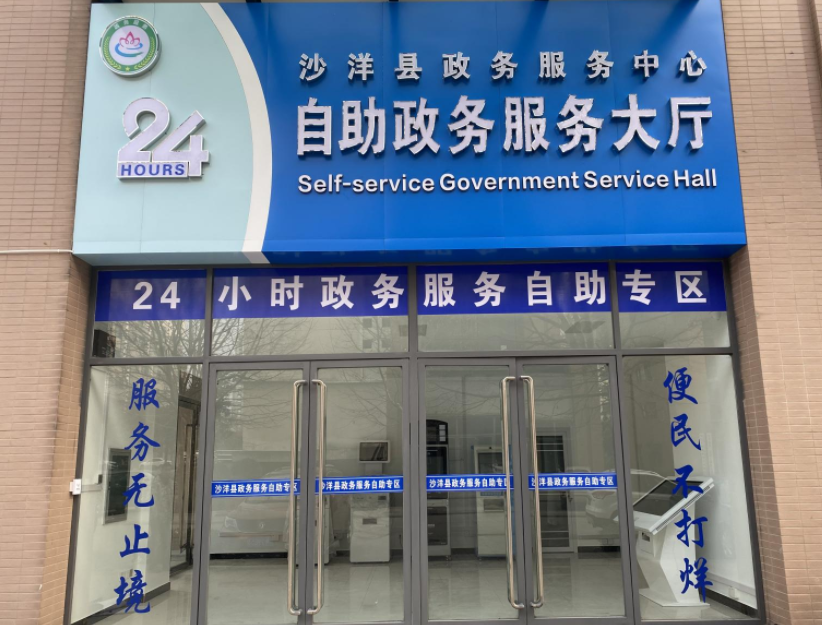 沙洋县政务服务中心
24
HOURS
自助政务服务大厅
Self-service Government Service Hall
24小时政务服务自助专区
服务无止境
便民不打烊
沙洋县政务服务自助专区
沙洋县政务服务自助专区
沙洋县政务服务自助专区
沙洋县政务服务自助专区